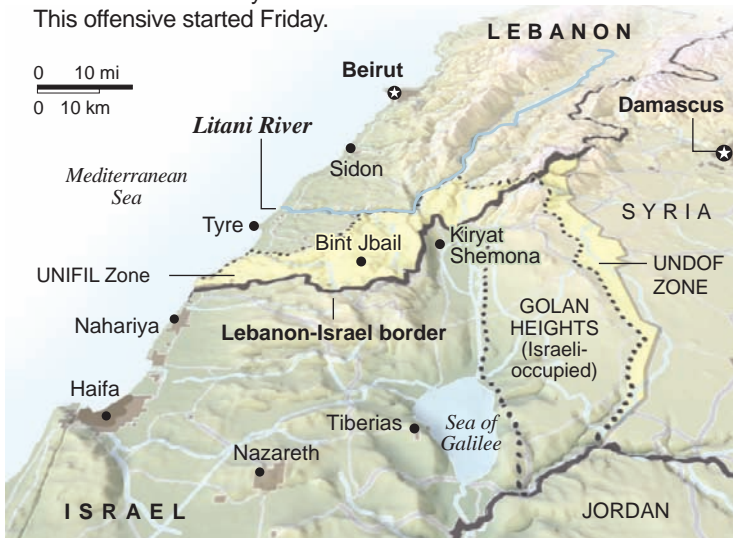 This offensive started Friday.
LEBANON
0 10 mi
0 10 km
Beirut
Damascus
Litani River
Sidon
Mediterranean
Sea
SYRIA
Tyre
Bint Jbail
Kiryat
Shemona
UNIFIL Zone
UNDOF
ZONE
GOLAN
HEIGHTS
(Israeli-
occupied)
Nahariya
Lebanon-Israel border
Haifa
Tiberias
Sea of
Galilee
Nazareth
ISRAEL
JORDAN